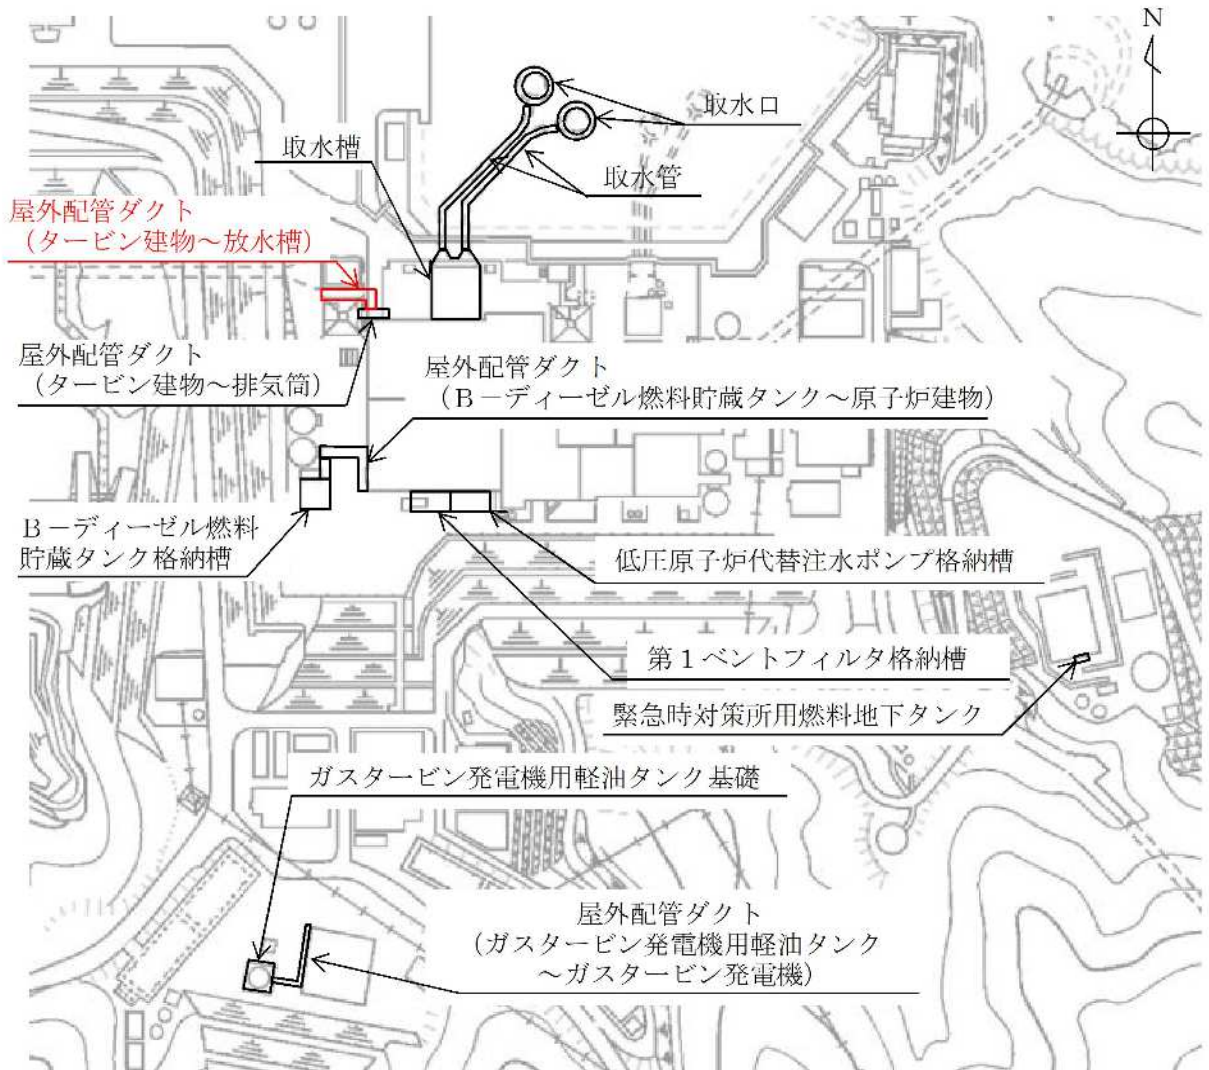 N
取水口
取水槽
取水管
屋外配管ダクト
（タービン建物～放水槽）
屋外配管ダクト
（タービン建物～排気筒）
屋外配管ダクト
（Ｂ－ディーゼル燃料貯蔵タンク～原子炉建物）
Ｂ－ディーゼル燃料
貯蔵タンク格納槽
低圧原子炉代替注水ポンプ格納槽
第１ベントフィルタ格納槽
緊急時対策所用燃料地下タンク
ガスタービン発電機用軽油タンク基礎
屋外配管ダクト
（ガスタービン発電機用軽油タンク
～ガスタービン発電機）